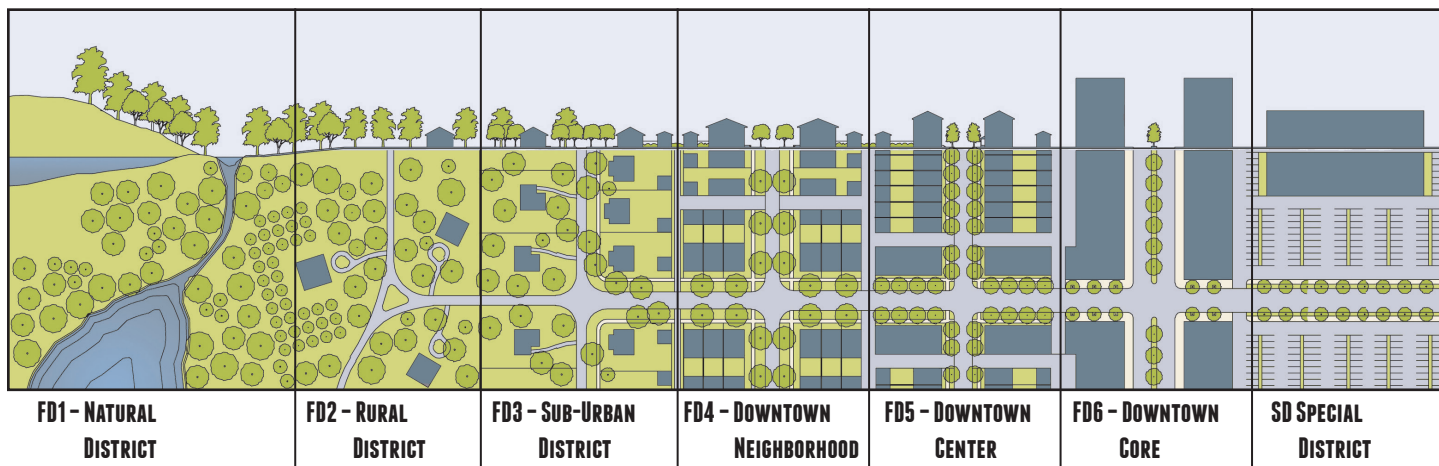 FD1 – Natural
District
FD2 – Rural
District
FD3 – Sub-Urban
District
FD4 – Downtown
Neighborhood
FD5 – Downtown
Center
FD6 – Downtown
Core
SD Special
District